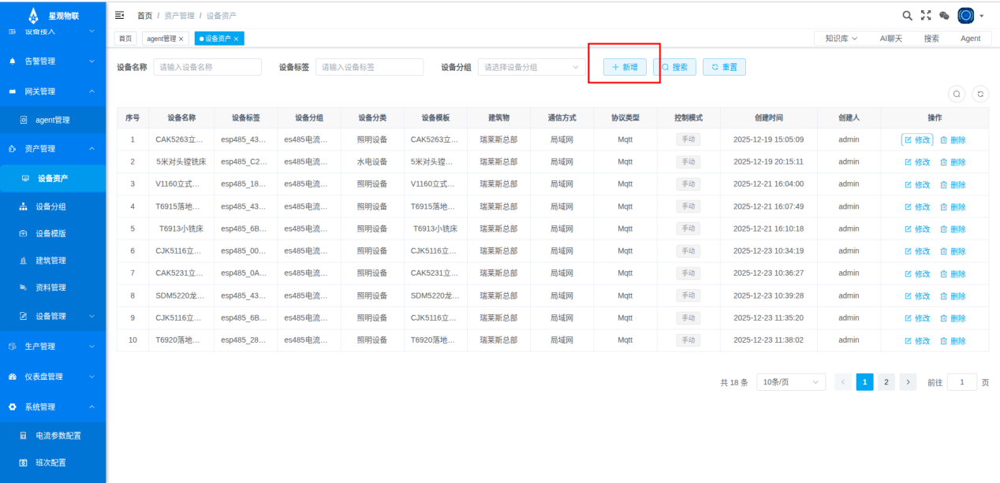 星观物联
首页 / 资产管理 / 设备资产
设备接入
首页 agent管理 × 设备资产 ×
知识库 AI聊天 搜索 Agent
告警管理
网关管理
agent管理
资产管理
设备资产
设备分组
设备模版
建筑管理
资料管理
设备管理
生产管理
仪表盘管理
系统管理
电流参数配置
班次配置
设备名称 请输入设备名称 设备标签 请输入设备标签 设备分组 请选择设备分组 新增 搜索 重置
序号 设备名称 设备标签 设备分组 设备分类 设备模板 建筑物 通信方式 协议类型 控制模式 创建时间 创建人 操作
1 CAK5263立... esp485_43... es485电流... 照明设备 CAK5263立... 瑞莱斯总部 局域网 Mqtt 手动 2025-12-19 15:05:09 admin 修改 删除
2 5米对头镗铣床 esp485_C2... es485电流... 水电设备 5米对头镗... 瑞莱斯总部 局域网 Mqtt 手动 2025-12-19 20:15:11 admin 修改 删除
3 V1160立式... esp485_18... es485电流... 照明设备 V1160立式... 瑞莱斯总部 局域网 Mqtt 手动 2025-12-21 16:04:00 admin 修改 删除
4 T6915落地... esp485_43... es485电流... 照明设备 T6915落地... 瑞莱斯总部 局域网 Mqtt 手动 2025-12-21 16:07:49 admin 修改 删除
5 T6913小铣床 esp485_6B... es485电流... 照明设备 T6913小铣床 瑞莱斯总部 局域网 Mqtt 手动 2025-12-21 16:10:18 admin 修改 删除
6 CJK5116立... esp485_00... es485电流... 照明设备 CJK5116立... 瑞莱斯总部 局域网 Mqtt 手动 2025-12-23 10:34:19 admin 修改 删除
7 CAK5231立... esp485_0A... es485电流... 照明设备 CAK5231立... 瑞莱斯总部 局域网 Mqtt 手动 2025-12-23 10:36:27 admin 修改 删除
8 SDM5220龙... esp485_43... es485电流... 照明设备 SDM5220龙... 瑞莱斯总部 局域网 Mqtt 手动 2025-12-23 10:39:28 admin 修改 删除
9 CJK5116立... esp485_6B... es485电流... 照明设备 CJK5116立... 瑞莱斯总部 局域网 Mqtt 手动 2025-12-23 11:35:20 admin 修改 删除
10 T6920落地... esp485_28... es485电流... 照明设备 T6920落地... 瑞莱斯总部 局域网 Mqtt 手动 2025-12-23 11:38:02 admin 修改 删除
共 18 条 10条/页 < 1 2 > 前往 1 页